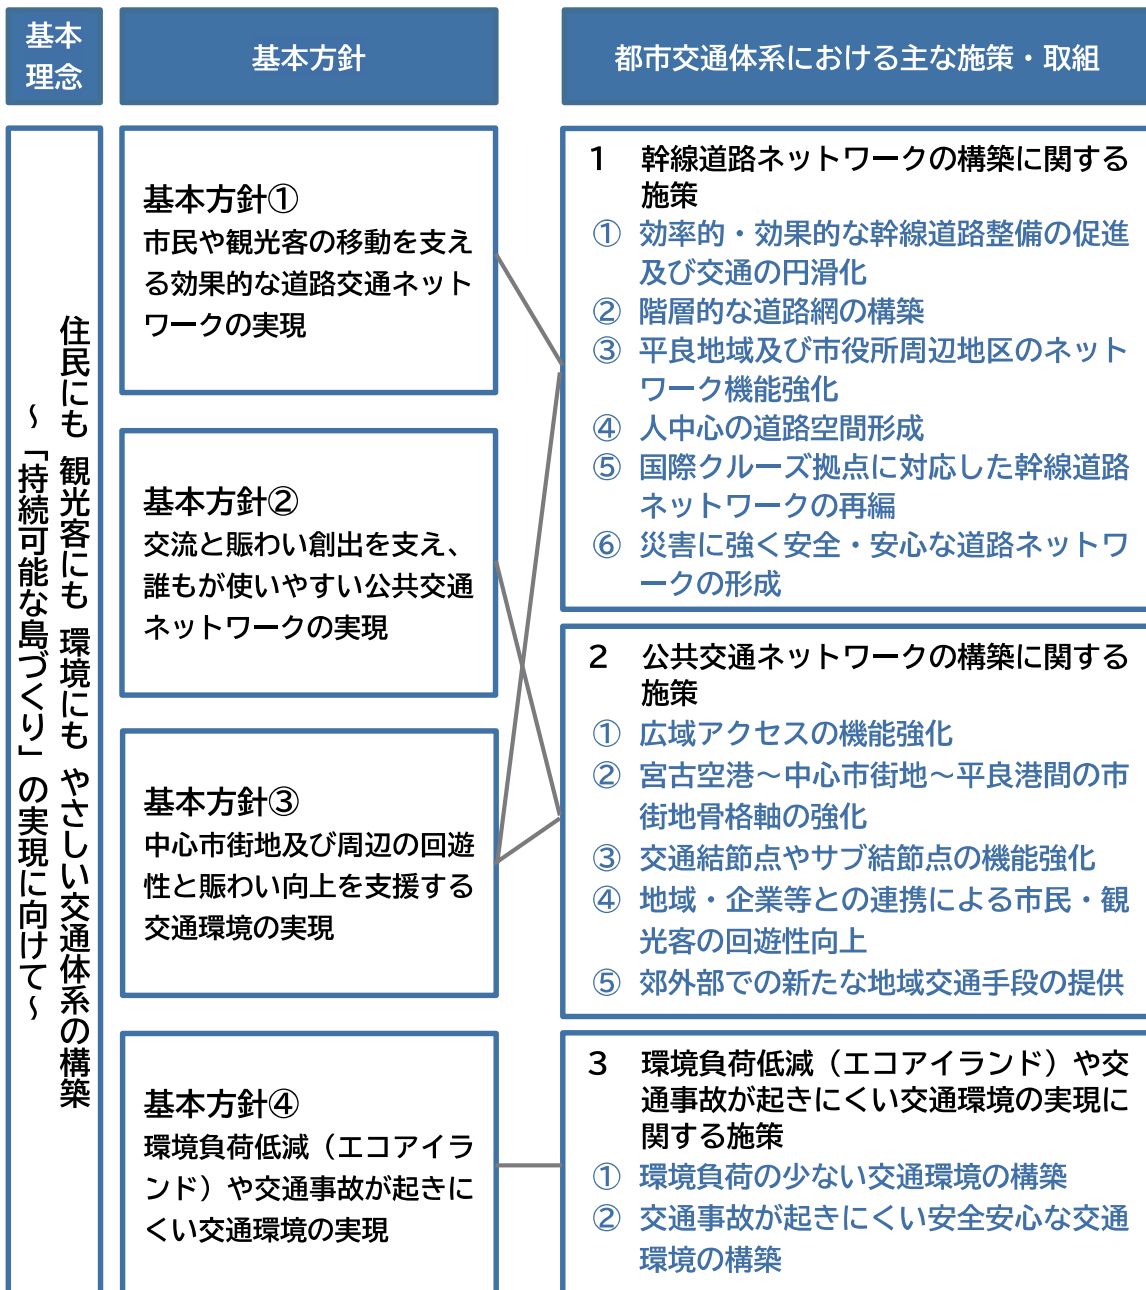 基本
理念
基本方針
都市交通体系における主な施策・取組
住民にも 観光客にも 環境にも やさしい交通体系の構築
～「持続可能な島づくり」の実現に向けて～
基本方針①
市民や観光客の移動を支え
る効果的な道路交通ネット
ワークの実現
基本方針②
交流と賑わい創出を支え、
誰もが使いやすい公共交通
ネットワークの実現
基本方針③
中心市街地及び周辺の回遊
性と賑わい向上を支援する
交通環境の実現
基本方針④
環境負荷低減（エコアイラ
ンド）や交通事故が起きに
くい交通環境の実現
1 幹線道路ネットワークの構築に関する
施策
① 効率的・効果的な幹線道路整備の促進
及び交通の円滑化
② 階層的な道路網の構築
③ 平良地域及び市役所周辺地区のネット
ワーク機能強化
④ 人中心の道路空間形成
⑤ 国際クルーズ拠点に対応した幹線道路
ネットワークの再編
⑥ 災害に強く安全・安心な道路ネットワ
ークの形成
2 公共交通ネットワークの構築に関する
施策
① 広域アクセスの機能強化
② 宮古空港～中心市街地～平良港間の市
街地骨格軸の強化
③ 交通結節点やサブ結節点の機能強化
④ 地域・企業等との連携による市民・観
光客の回遊性向上
⑤ 郊外部での新たな地域交通手段の提供
3 環境負荷低減（エコアイランド）や交
通事故が起きにくい交通環境の実現に
関する施策
① 環境負荷の少ない交通環境の構築
② 交通事故が起きにくい安全安心な交通
環境の構築